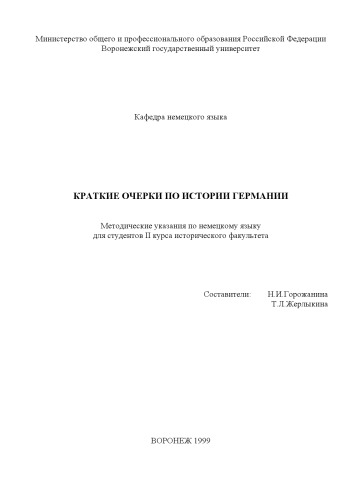 Министерство общего и профессионального образования Российской Федерации
Воронежский государственный университет
Кафедра немецкого языка
КРАТКИЕ ОЧЕРКИ ПО ИСТОРИИ ГЕРМАНИИ
Методические указания по немецкому языку
для студентов II курса исторического факультета
Составители: Н.И.Горожанина
Т.Л.Жерлыкина
ВОРОНЕЖ 1999